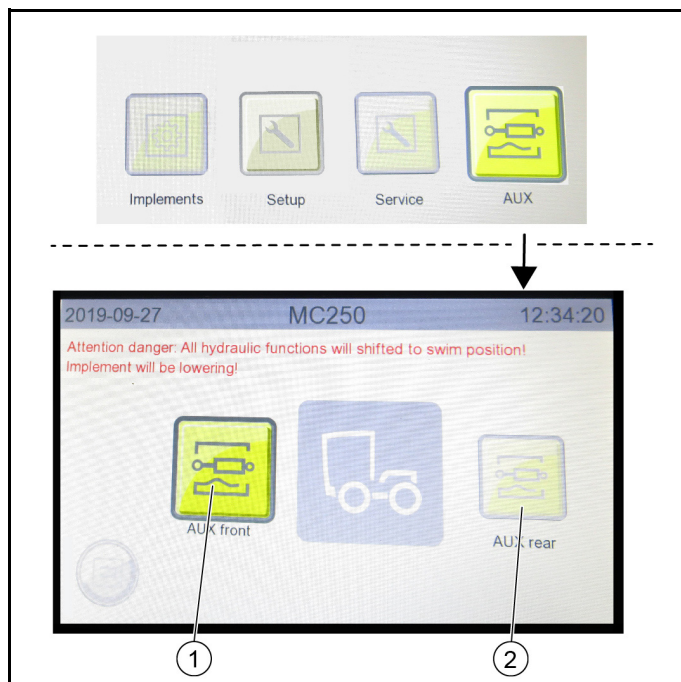 Implements
Setup
Service
AUX
2019-09-27
MC250
12:34:20
Attention danger: All hydraulic functions will shifted to swim position!
Implement will be lowering!
AUX front
AUX rear
1
2